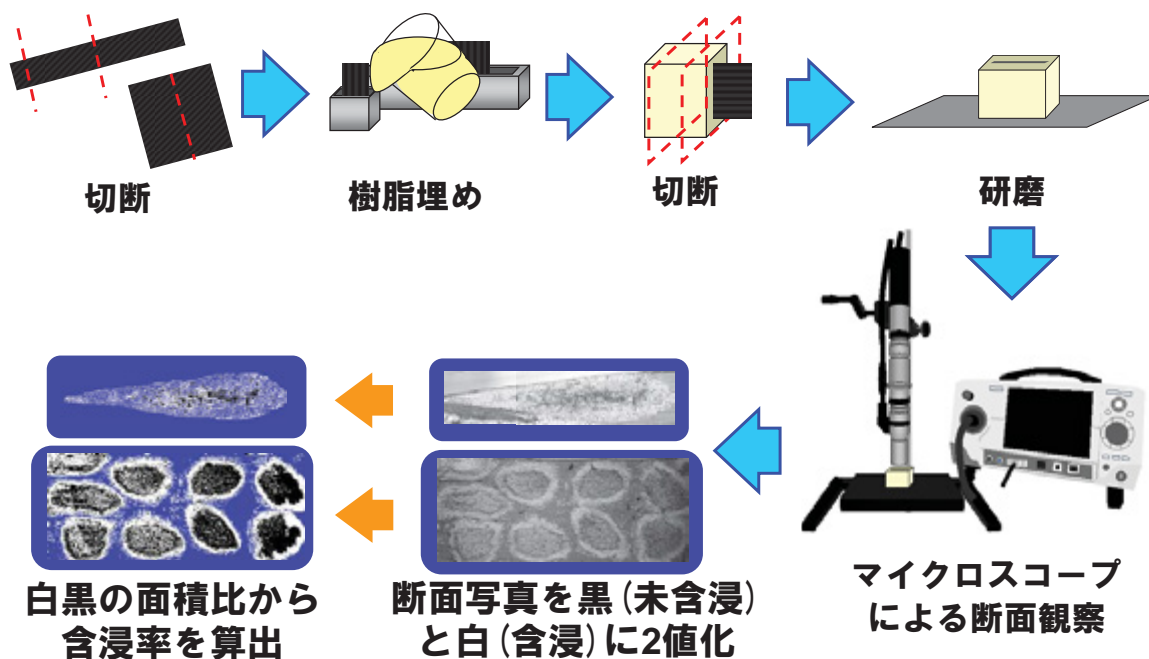 切断
樹脂埋め
切断
研磨
マイクロスコープ
による断面観察
断面写真を黒(未含浸)
と白(含浸)に2値化
白黒の面積比から
含浸率を算出